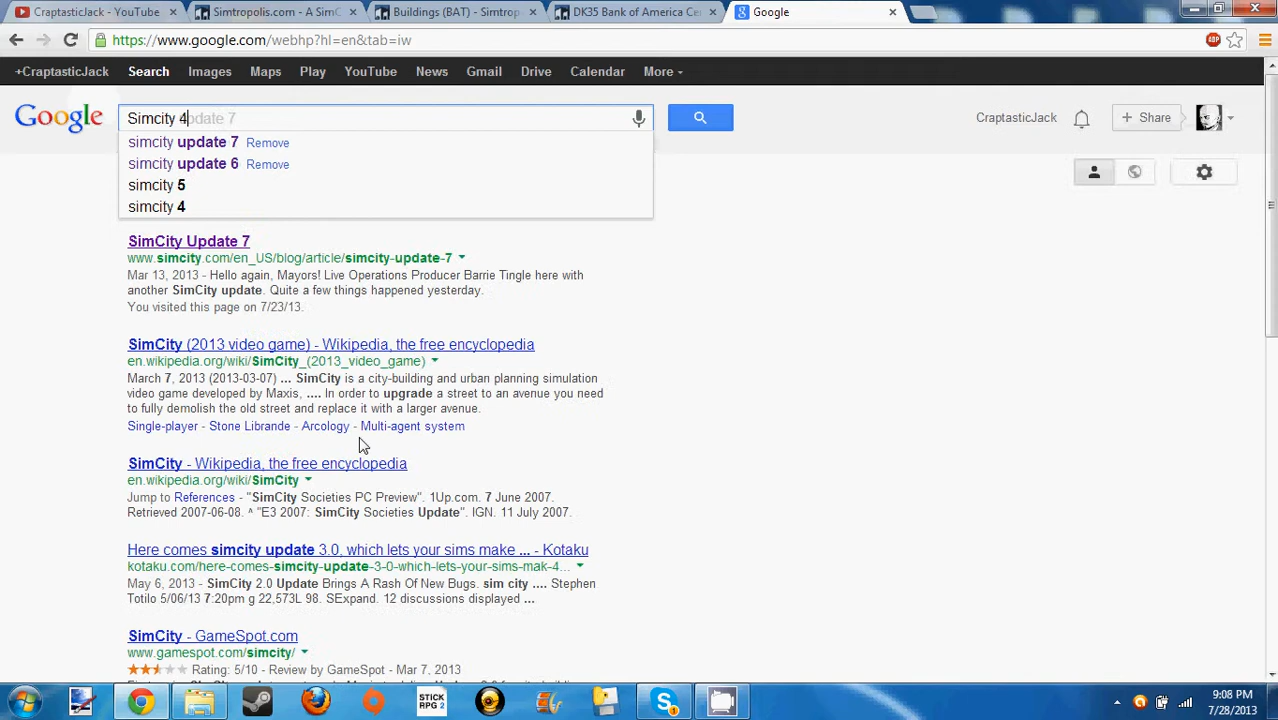 CraptasticJack - YouTube
Simtropolis.com - A SimC
Buildings (BAT) - Simtrop
DK35 Bank of America Ce
Google
https://www.google.com/webhp?hl=en&tab=iw
ABP
+CraptasticJack Search Images Maps Play YouTube News Gmail Drive Calendar More
Google
Simcity 4pdate 7
CraptasticJack
+ Share
simcity update 7 Remove
simcity update 6 Remove
simcity 5
simcity 4
SimCity Update 7
www.simcity.com/en_US/blog/article/simcity-update-7
Mar 13, 2013 - Hello again, Mayors! Live Operations Producer Barrie Tingle here with
another SimCity update. Quite a few things happened yesterday.
You visited this page on 7/23/13.
SimCity (2013 video game) - Wikipedia, the free encyclopedia
en.wikipedia.org/wiki/SimCity_(2013_video_game)
March 7, 2013 (2013-03-07) ... SimCity is a city-building and urban planning simulation
video game developed by Maxis, .... In order to upgrade a street to an avenue you need
to fully demolish the old street and replace it with a larger avenue.
Single-player - Stone Librande - Arcology - Multi-agent system
SimCity - Wikipedia, the free encyclopedia
en.wikipedia.org/wiki/SimCity
Jump to References - "SimCity Societies PC Preview". 1Up.com. 7 June 2007.
Retrieved 2007-06-08. ^ "E3 2007: SimCity Societies Update". IGN. 11 July 2007.
Here comes simcity update 3.0, which lets your sims make ... - Kotaku
kotaku.com/here-comes-simcity-update-3-0-which-lets-your-sims-mak-4...
May 6, 2013 - SimCity 2.0 Update Brings A Rash Of New Bugs. sim city .... Stephen
Totilo 5/06/13 7:20pm g 22,573L 98. SExpand. 12 discussions displayed ...
SimCity - GameSpot.com
www.gamespot.com/simcity/
Rating: 5/10 - Review by GameSpot - Mar 7, 2013
STICK
RPG 2
9:08 PM
7/28/2013